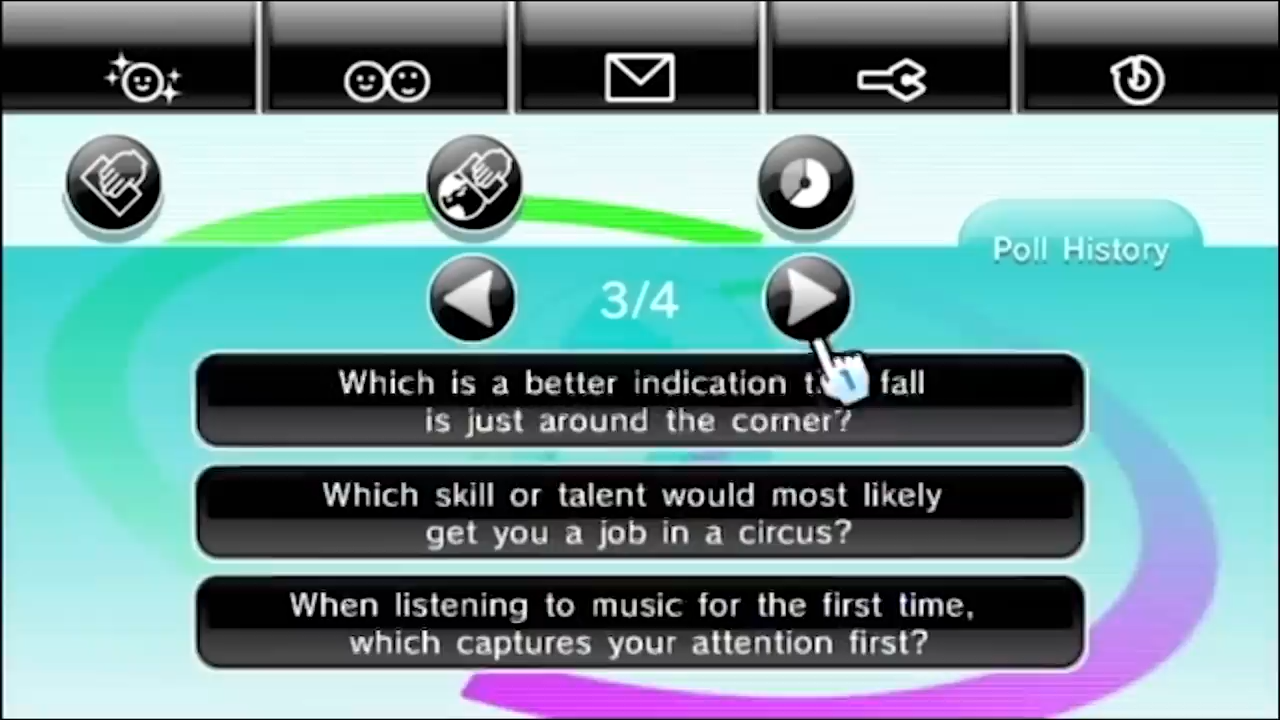 Poll History
3/4
Which is a better indication fall
is just around the corner?
Which skill or talent would most likely
get you a job in a circus?
When listening to music for the first time,
which captures your attention first?
1